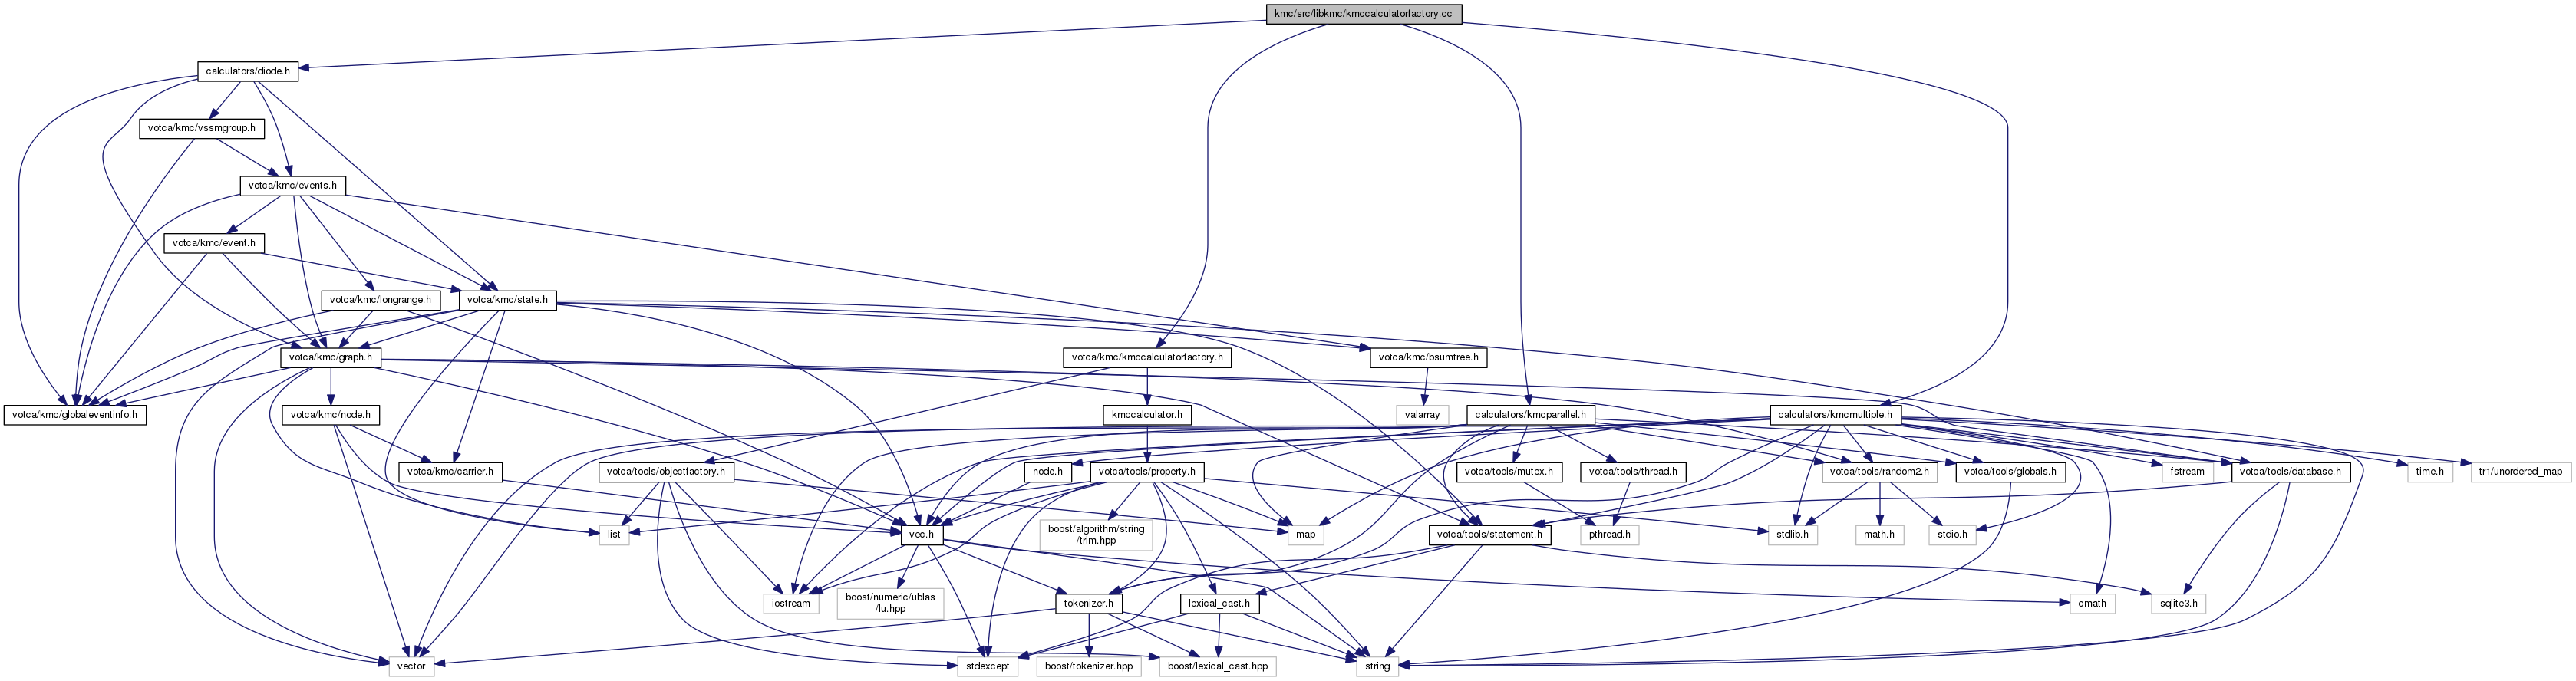 kmc/src/libkmc/kmccalculatorfactory.cc
calculators/diode.h
votca/kmc/vssmgroup.h
votca/kmc/events.h
votca/kmc/event.h
votca/kmc/longrange.h
votca/kmc/state.h
votca/kmc/graph.h
votca/kmc/kmccalculatorfactory.h
votca/kmc/bsumtree.h
votca/kmc/globaleventinfo.h
votca/kmc/node.h
kmccalculator.h
valarray
calculators/kmcparallel.h
calculators/kmcmultiple.h
votca/kmc/carrier.h
votca/tools/objectfactory.h
node.h
votca/tools/property.h
votca/tools/mutex.h
votca/tools/thread.h
votca/tools/random2.h
votca/tools/globals.h
fstream
votca/tools/database.h
time.h
tr1/unordered_map
list
vec.h
boost/algorithm/string
/trim.hpp
map
votca/tools/statement.h
pthread.h
stdlib.h
math.h
stdio.h
iostream
boost/numeric/ublas
/lu.hpp
tokenizer.h
lexical_cast.h
cmath
sqlite3.h
vector
stdexcept
boost/tokenizer.hpp
boost/lexical_cast.hpp
string